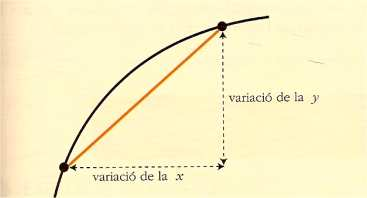 variació de la y
variació de la x